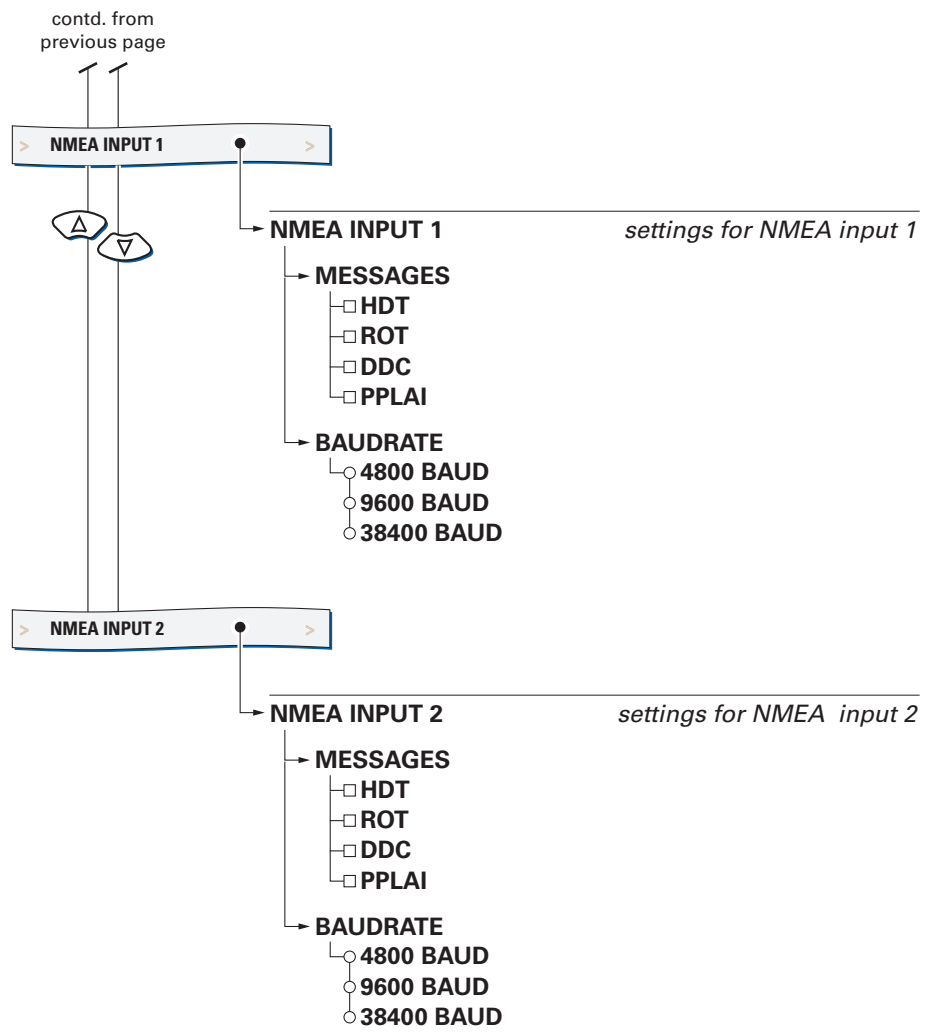 contd. from
previous page
> NMEA INPUT 1 >
NMEA INPUT 1 settings for NMEA input 1
MESSAGES
HDT
ROT
DDC
PPLAI
BAUDRATE
4800 BAUD
9600 BAUD
38400 BAUD
> NMEA INPUT 2 >
NMEA INPUT 2 settings for NMEA input 2
MESSAGES
HDT
ROT
DDC
PPLAI
BAUDRATE
4800 BAUD
9600 BAUD
38400 BAUD